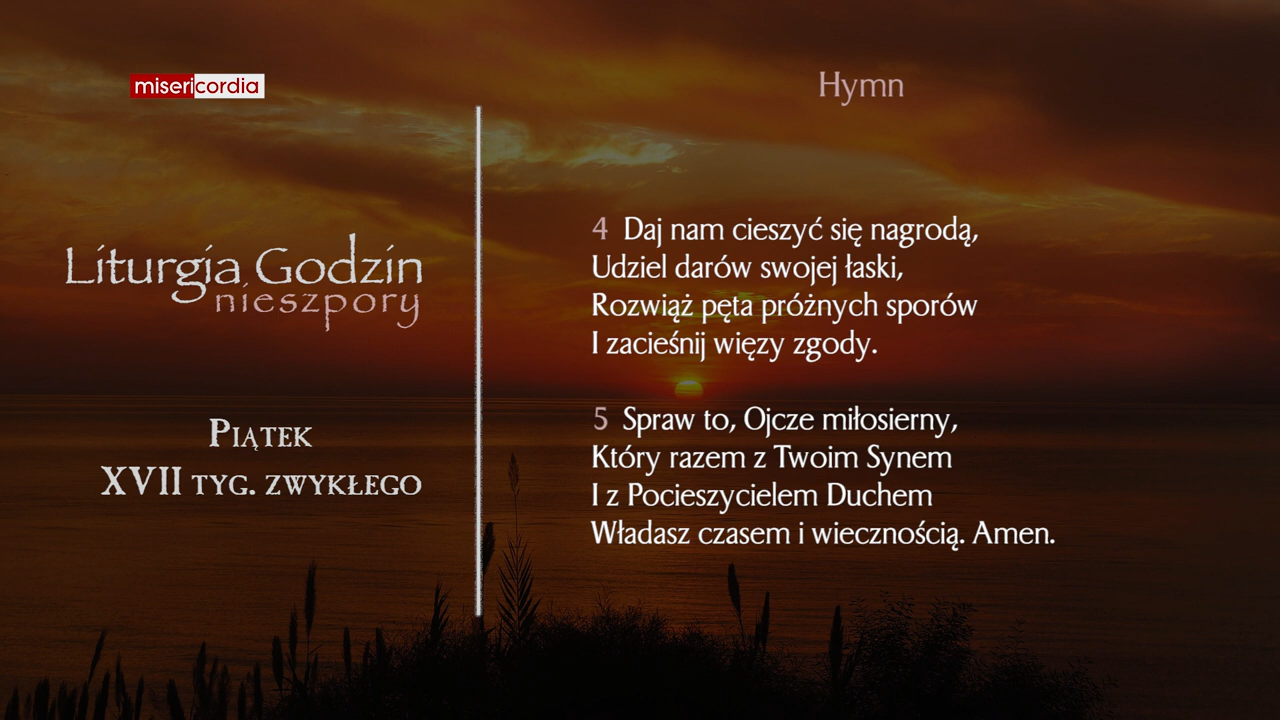 misericordia
Liturgia Godzin
nieszpory
Piątek
XVII tyg. zwykłego
Hymn
4 Daj nam cieszyć się nagrodą,
Udziel darów swojej łaski,
Rozwiąż pęta próżnych sporów
I zacieśnij więzy zgody.
5 Spraw to, Ojcze miłosierny,
Który razem z Twoim Synem
I z Pocieszycielem Duchem
Władasz czasem i wiecznością. Amen.